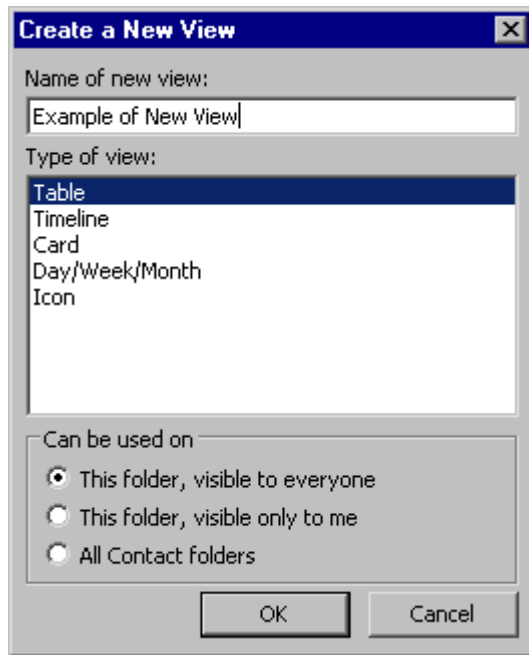 Create a New View
Name of new view:
Example of New View
Type of view:
Table
Timeline
Card
Day/Week/Month
Icon
Can be used on
This folder, visible to everyone
This folder, visible only to me
All Contact folders
OK Cancel